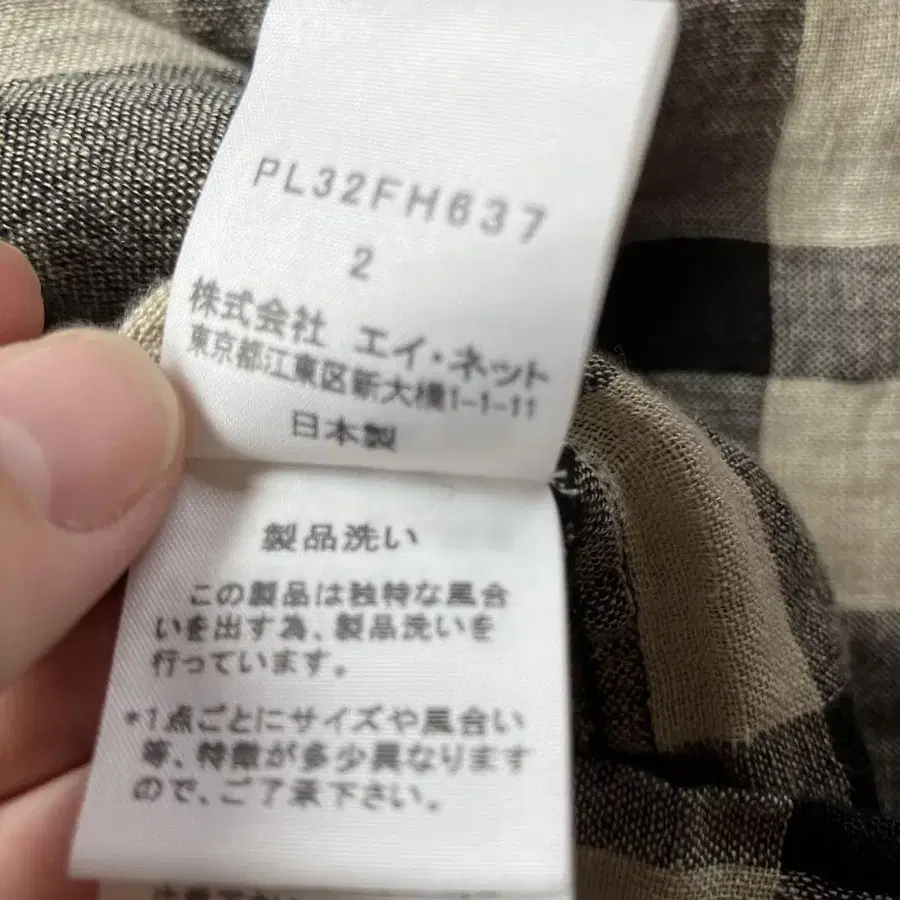 PL32FH637
2
株式会社 エイ・ネット
東京都江東区新大橋1-1-11
日本製
製品洗い
この製品は独特な風合
いを出す為、製品洗いを
行っています。
*1点ごとにサイズや風合い
等、特徴が多少異なります
ので、ご了承下さい。